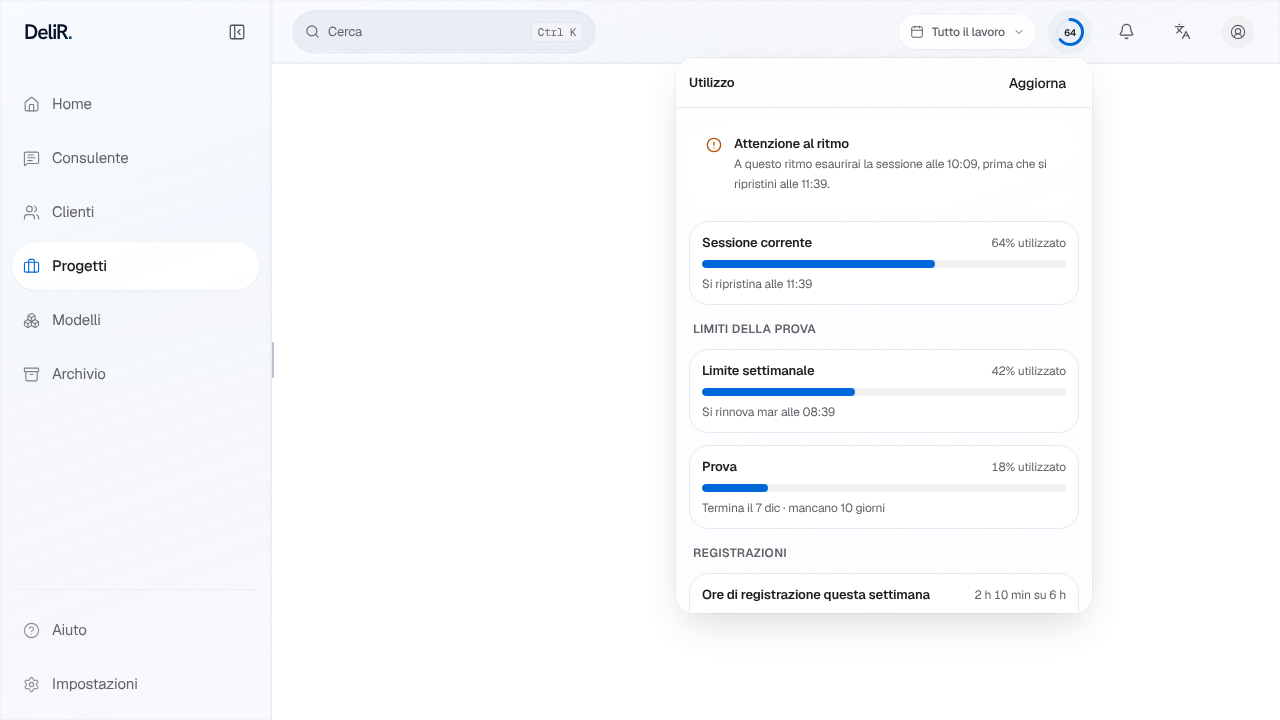 DeliR.
Cerca
Ctrl K
Tutto il lavoro
64
Home
Consulente
Clienti
Progetti
Modelli
Archivio
Aiuto
Impostazioni
Utilizzo
Aggiorna
Attenzione al ritmo
A questo ritmo esaurirai la sessione alle 10:09, prima che si
ripristini alle 11:39.
Sessione corrente
64% utilizzato
Si ripristina alle 11:39
LIMITI DELLA PROVA
Limite settimanale
42% utilizzato
Si rinnova mar alle 08:39
Prova
18% utilizzato
Termina il 7 dic · mancano 10 giorni
REGISTRAZIONI
Ore di registrazione questa settimana
2 h 10 min su 6 h